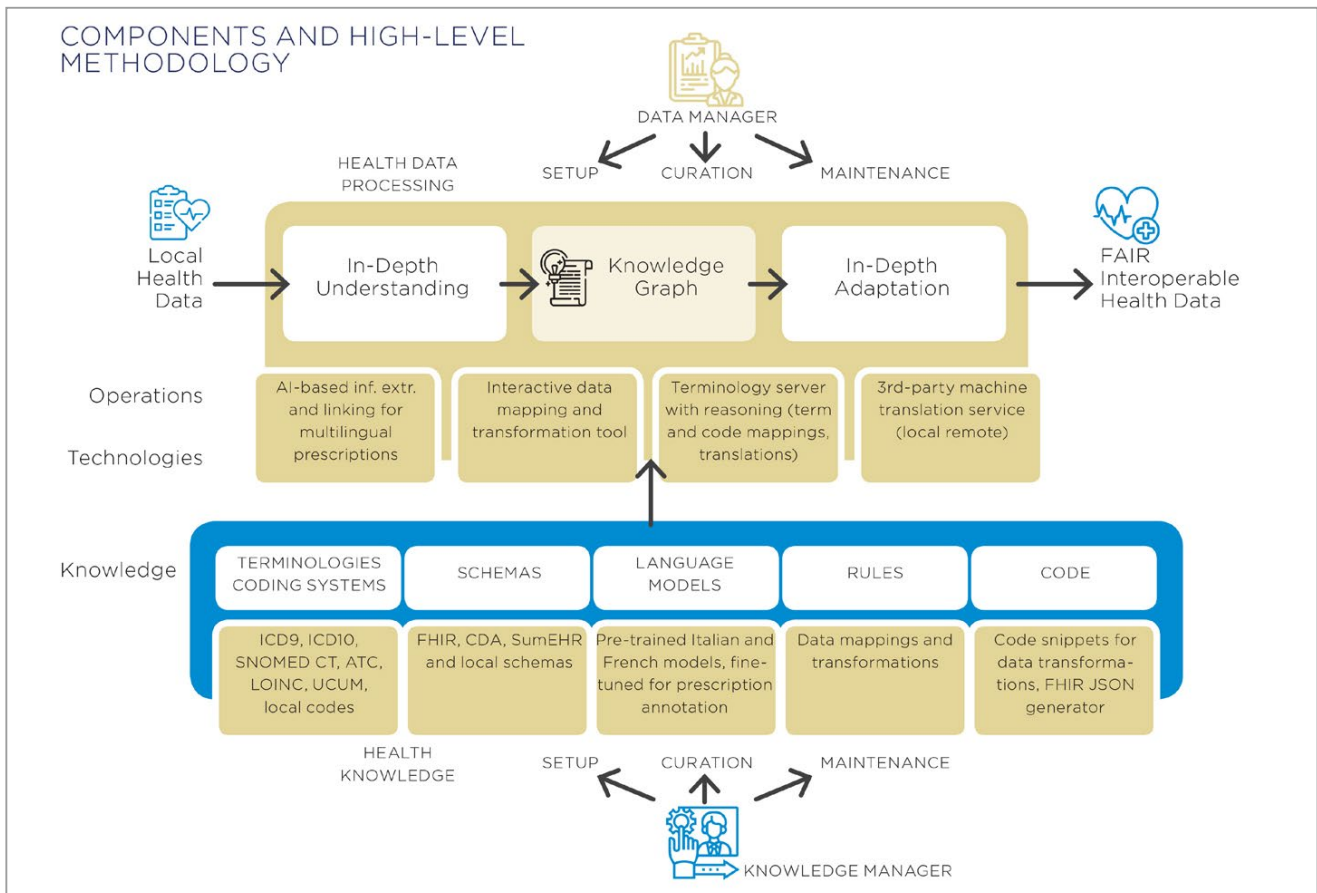 COMPONENTS AND HIGH-LEVEL
METHODOLOGY
DATA MANAGER
HEALTH DATA
PROCESSING
SETUP
CURATION
MAINTENANCE
Local
Health
Data
In-Depth
Understanding
Knowledge
Graph
In-Depth
Adaptation
FAIR
Interoperable
Health Data
Operations
Technologies
AI-based inf. extr.
and linking for
multilingual
prescriptions
Interactive data
mapping and
transformation tool
Terminology server
with reasoning (term
and code mappings,
translations)
3rd-party machine
translation service
(local remote)
Knowledge
TERMINOLOGIES
CODING SYSTEMS
SCHEMAS
LANGUAGE
MODELS
RULES
CODE
ICD9, ICD10,
SNOMED CT, ATC,
LOINC, UCUM,
local codes
FHIR, CDA, SumEHR
and local schemas
Pre-trained Italian and
French models, fine-
tuned for prescription
annotation
Data mappings and
transformations
Code snippets for
data transforma-
tions, FHIR JSON
generator
HEALTH
KNOWLEDGE
SETUP
CURATION
MAINTENANCE
KNOWLEDGE MANAGER